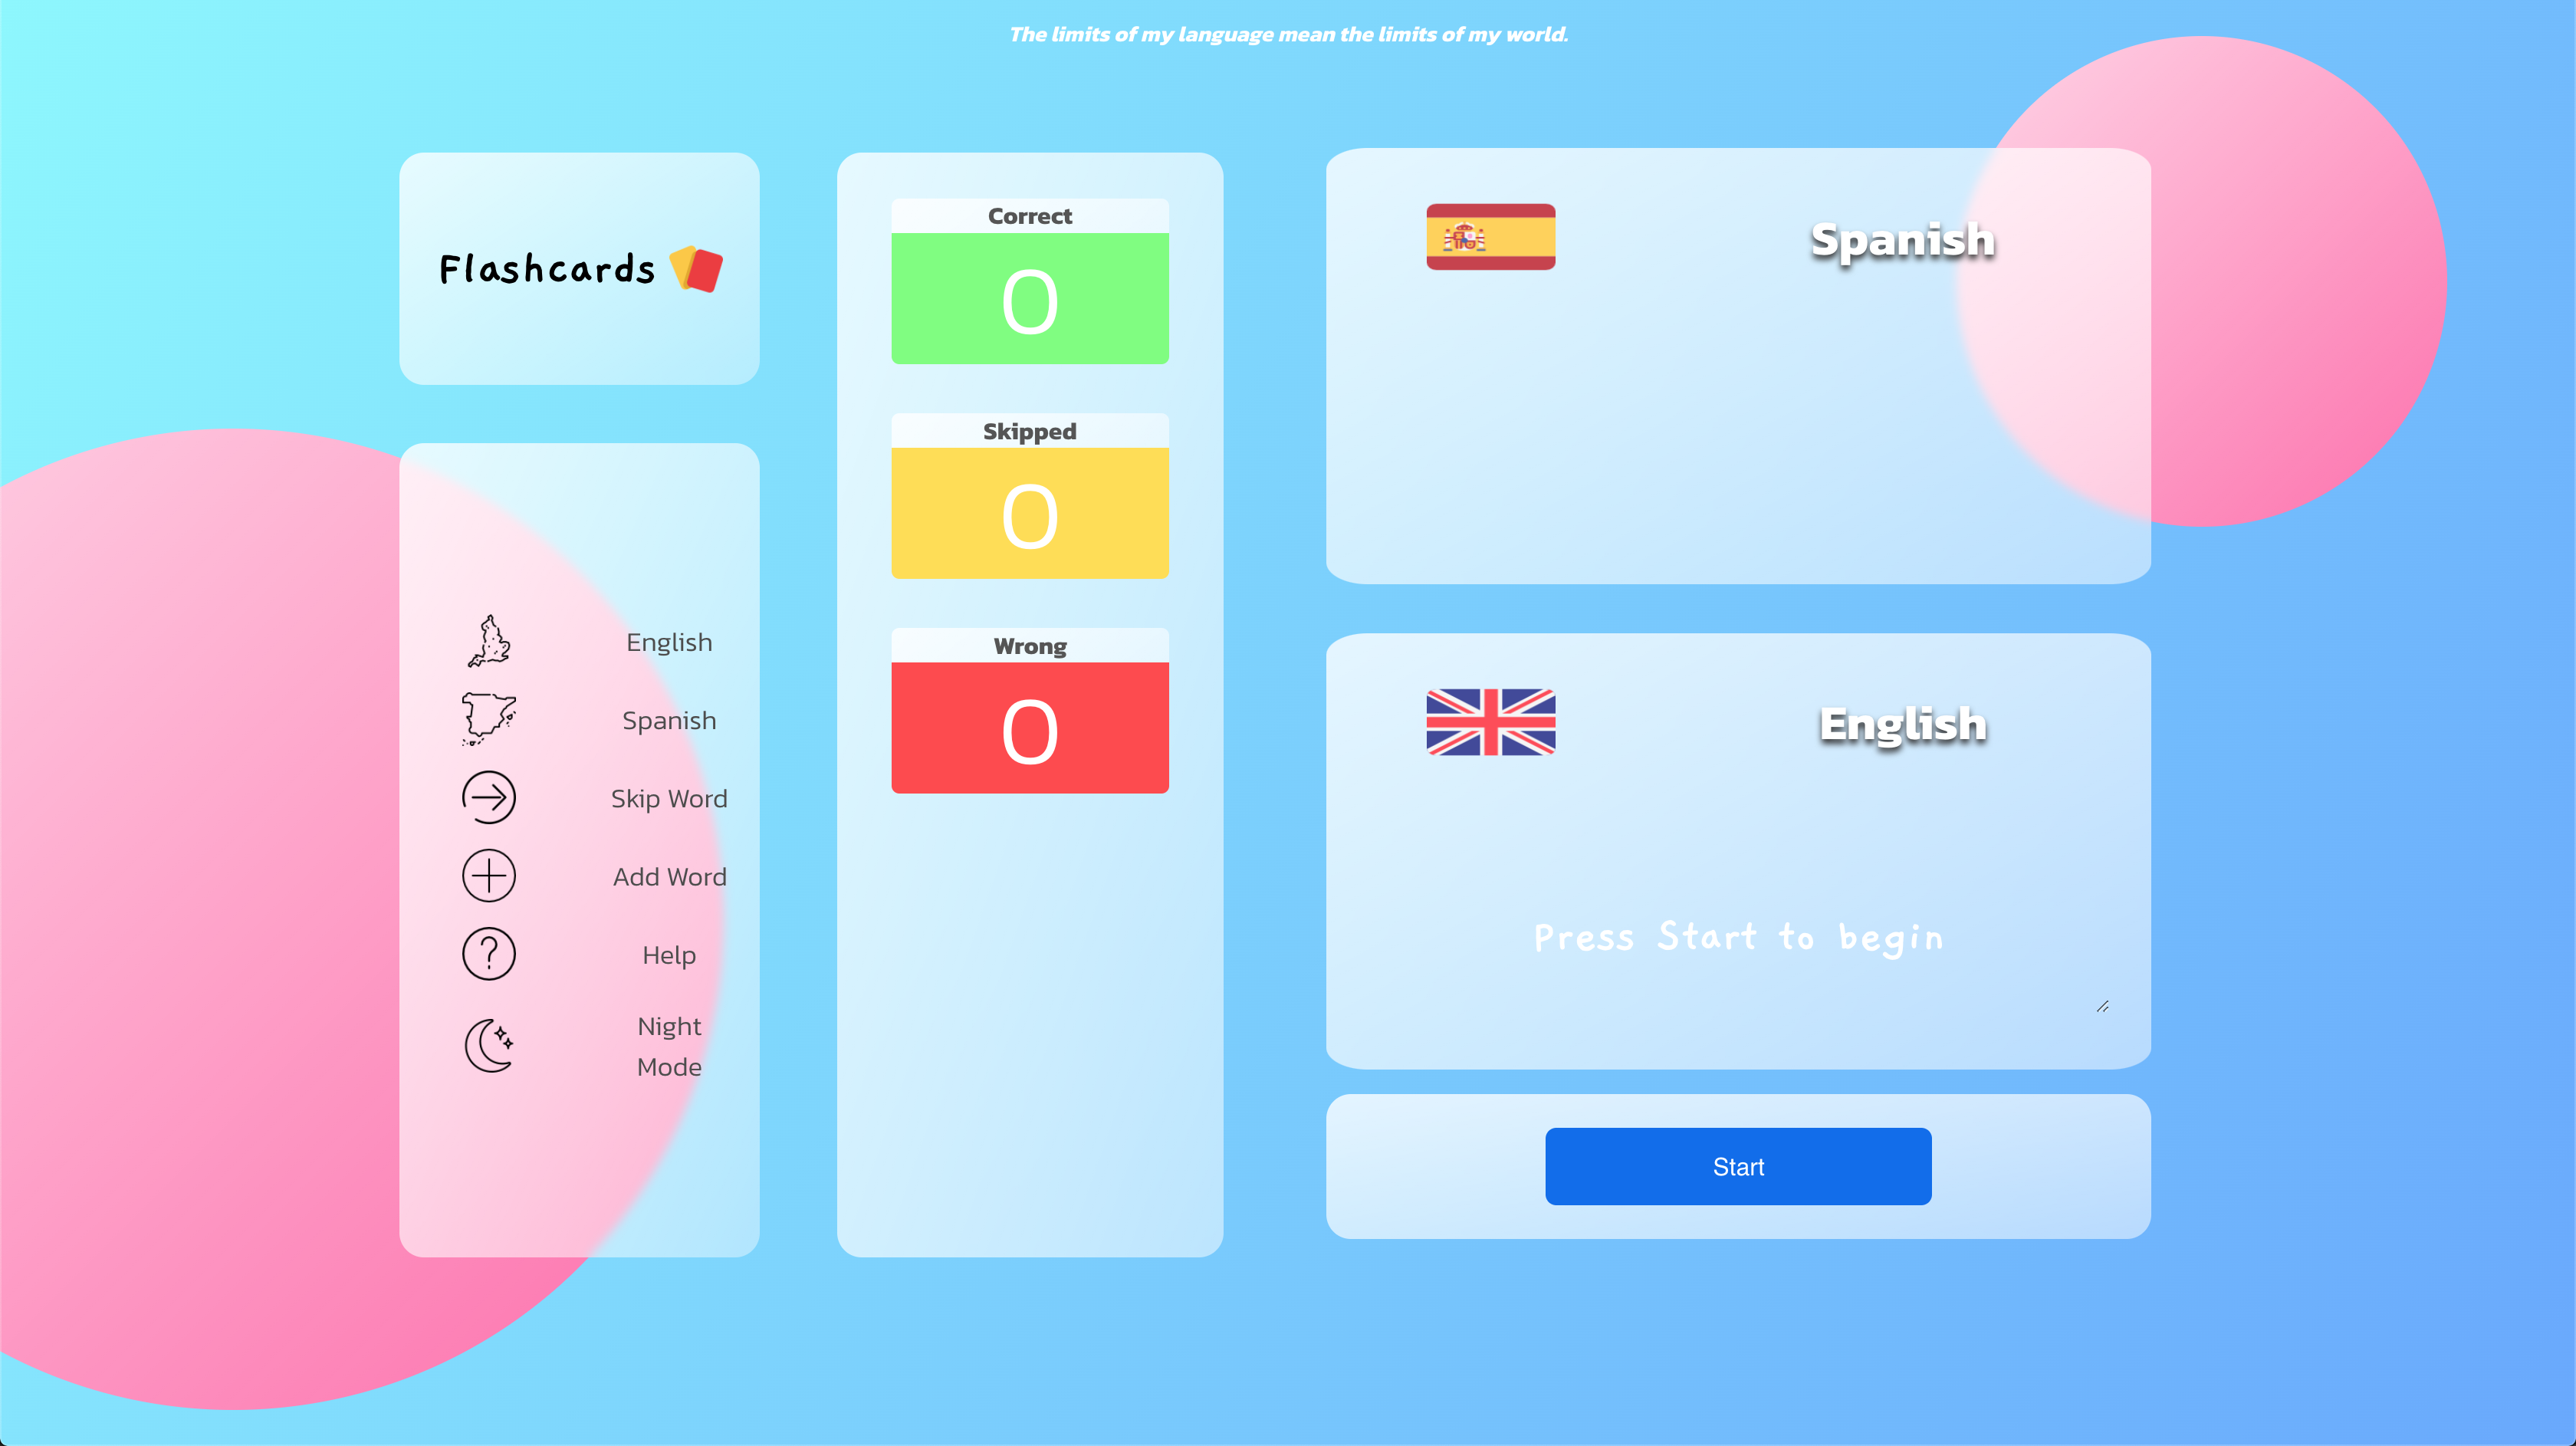 The limits of my language mean the limits of my world.
Flashcards
English
Spanish
Skip Word
Add Word
Help
Night
Mode
Correct
0
Skipped
0
Wrong
0
Spanish
English
Press Start to begin
Start